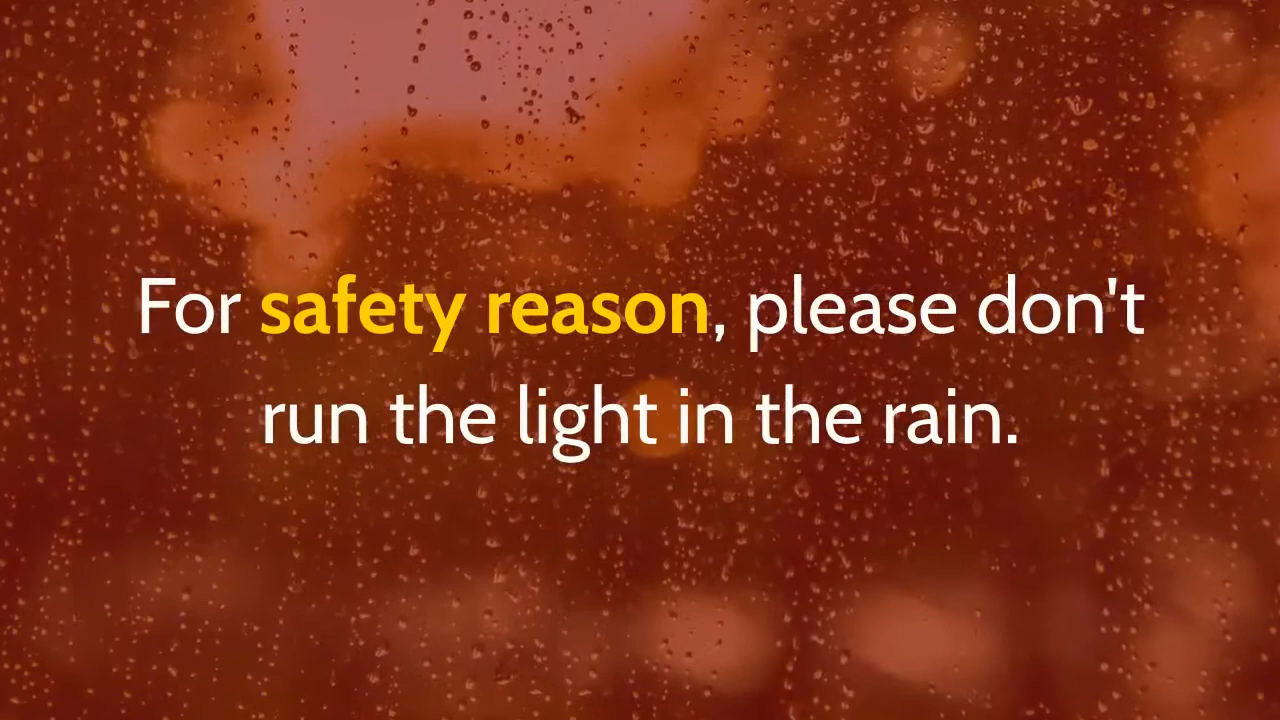 For safety reason, please don't
run the light in the rain.